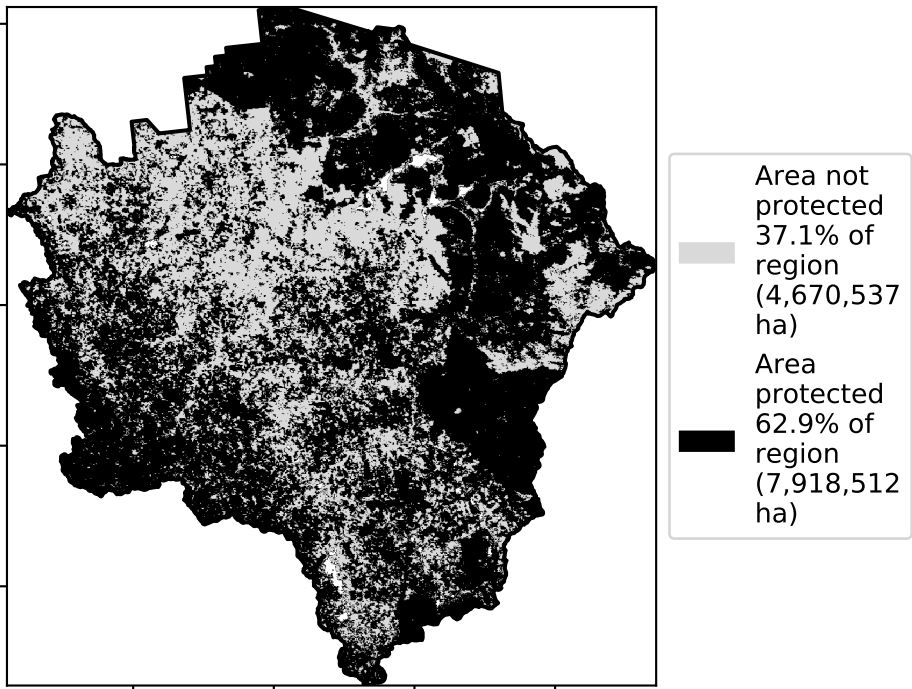 Area not
protected
37.1% of
region
(4,670,537
ha)
Area
protected
62.9% of
region
(7,918,512
ha)